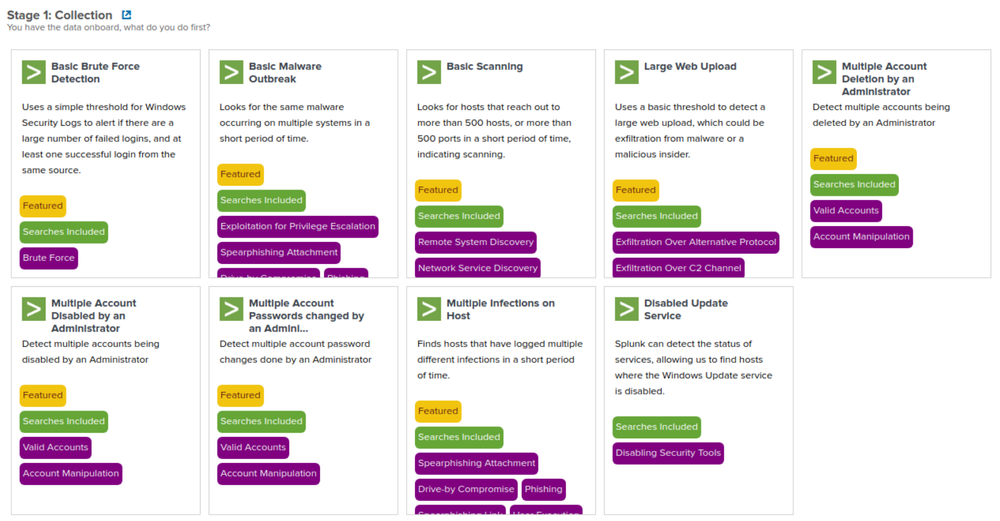 Stage 1: Collection
You have the data onboard, what do you do first?
Basic Brute Force
Detection
Uses a simple threshold for Windows
Security Logs to alert if there are a
large number of failed logins, and at
least one successful login from the
same source.
Featured
Searches Included
Brute Force
Basic Malware
Outbreak
Looks for the same malware
occurring on multiple systems in a
short period of time.
Featured
Searches Included
Exploitation for Privilege Escalation
Spearphishing Attachment
Drive-by Compromise Phishing
Basic Scanning
Looks for hosts that reach out to
more than 500 hosts, or more than
500 ports in a short period of time,
indicating scanning.
Featured
Searches Included
Remote System Discovery
Network Service Discovery
Large Web Upload
Uses a basic threshold to detect a
large web upload, which could be
exfiltration from malware or a
malicious insider.
Featured
Searches Included
Exfiltration Over Alternative Protocol
Exfiltration Over C2 Channel
Multiple Account
Deletion by an
Administrator
Detect multiple accounts being
deleted by an Administrator
Featured
Searches Included
Valid Accounts
Account Manipulation
Multiple Account
Disabled by an
Administrator
Detect multiple accounts being
disabled by an Administrator
Featured
Searches Included
Valid Accounts
Account Manipulation
Multiple Account
Passwords changed by
an Admini...
Detect multiple account password
changes done by an Administrator
Featured
Searches Included
Valid Accounts
Account Manipulation
Multiple Infections on
Host
Finds hosts that have logged multiple
different infections in a short period
of time.
Featured
Searches Included
Spearphishing Attachment
Drive-by Compromise Phishing
Spearphishing Link User Execution
Disabled Update
Service
Splunk can detect the status of
services, allowing us to find hosts
where the Windows Update service
is disabled.
Searches Included
Disabling Security Tools